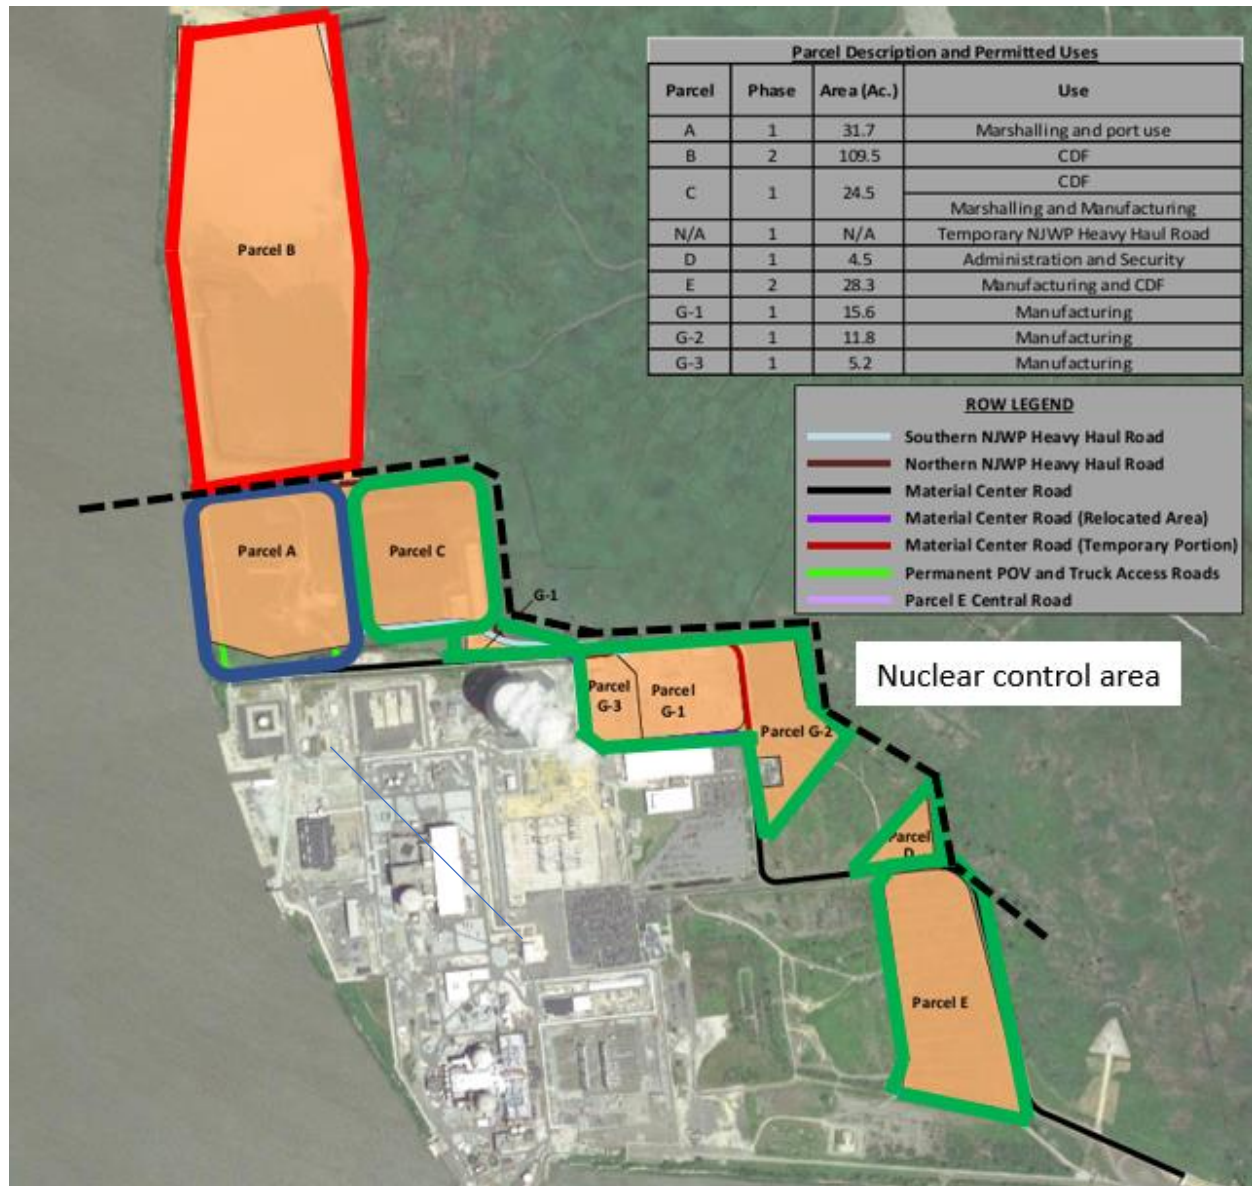 Parcel Description and Permitted Uses
Parcel Phase Area (Ac.) Use
A 1 31.7 Marshalling and port use
B 2 109.5 CDF
C 1 24.5 CDF
Marshalling and Manufacturing
N/A 1 N/A Temporary NJWP Heavy Haul Road
D 1 4.5 Administration and Security
E 2 28.3 Manufacturing and CDF
G-1 1 15.6 Manufacturing
G-2 1 11.8 Manufacturing
G-3 1 5.2 Manufacturing
ROW LEGEND
Southern NJWP Heavy Haul Road
Northern NJWP Heavy Haul Road
Material Center Road
Material Center Road (Relocated Area)
Material Center Road (Temporary Portion)
Permanent POV and Truck Access Roads
Parcel E Central Road
Parcel B
Parcel A
Parcel C
G-1
Nuclear control area
Parcel
G-3
Parcel
G-1
Parcel G-2
Parcel
D
Parcel E